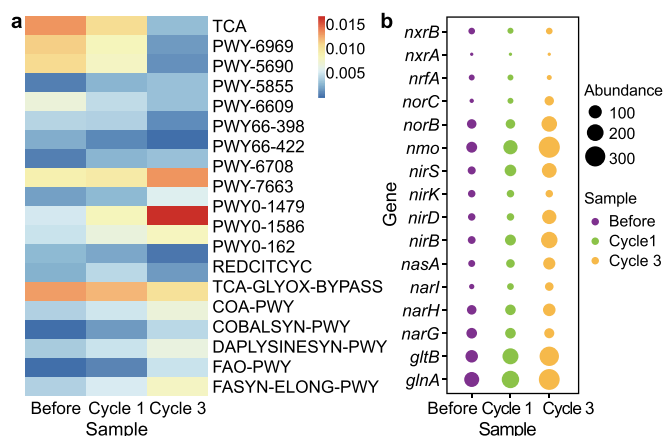 a
TCA
PWY-6969
PWY-5690
PWY-5855
PWY-6609
PWY66-398
PWY66-422
PWY-6708
PWY-7663
PWY0-1479
PWY0-1586
PWY0-162
REDCITCYC
TCA-GLYOX-BYPASS
COA-PWY
COBALSYN-PWY
DAPLYSINESYN-PWY
FAO-PWY
FASYN-ELONG-PWY
0.015
0.010
0.005
Before Cycle 1 Cycle 3
Sample
b
Gene
nxrB
nxrA
nrfA
norC
norB
nmo
nirS
nirK
nirD
nirB
nasA
narI
narH
narG
gltB
glnA
Before Cycle 1 Cycle 3
Sample
Abundance
100
200
300
Sample
Before
Cycle1
Cycle 3